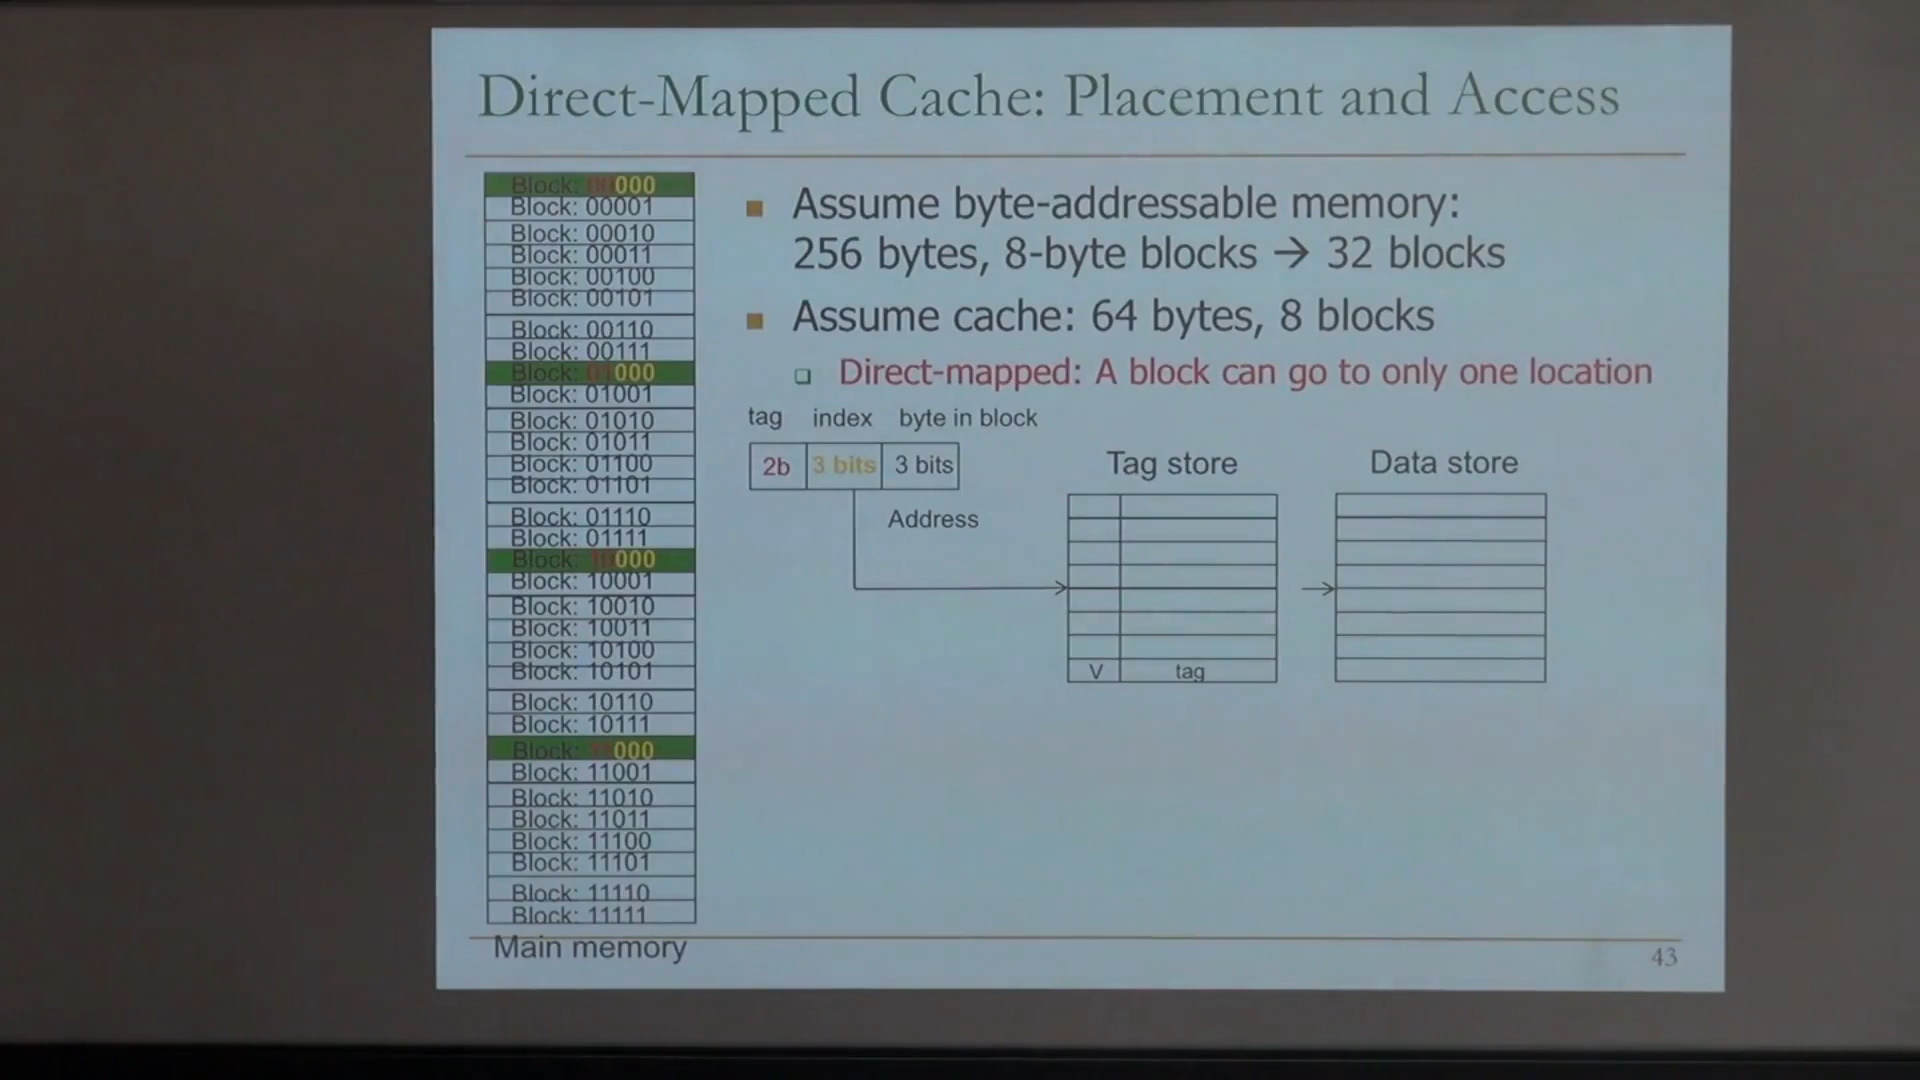 Direct-Mapped Cache: Placement and Access
Block: 000
Block: 00001
Block: 00010
Block: 00011
Block: 00100
Block: 00101
Block: 00110
Block: 00111
Block: 000
Block: 01001
Block: 01010
Block: 01011
Block: 01100
Block: 01101
Block: 01110
Block: 01111
Block: 000
Block: 10001
Block: 10010
Block: 10011
Block: 10100
Block: 10101
Block: 10110
Block: 10111
Block: 000
Block: 11001
Block: 11010
Block: 11011
Block: 11100
Block: 11101
Block: 11110
Block: 11111
Main memory
Assume byte-addressable memory:
256 bytes, 8-byte blocks → 32 blocks
Assume cache: 64 bytes, 8 blocks
Direct-mapped: A block can go to only one location
tag index byte in block
2b 3 bits 3 bits
Address
Tag store
V tag
Data store
43